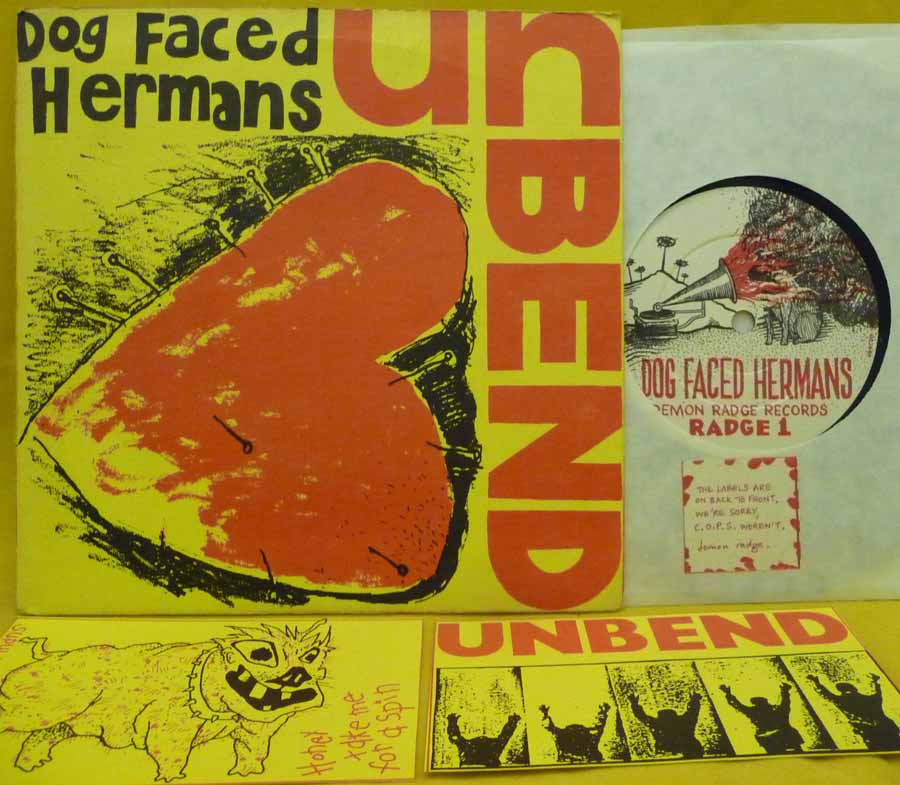 Dog Faced
Hermans
UNBEND
DOG FACED HERMANS
DEMON RADGE RECORDS
RADGE 1
THE LABELS ARE
ON BACK TO FRONT,
WE'RE SORRY,
C.O.P.S. WEREN'T.
demon radge.
Honey
take me
for a spin
UNBEND